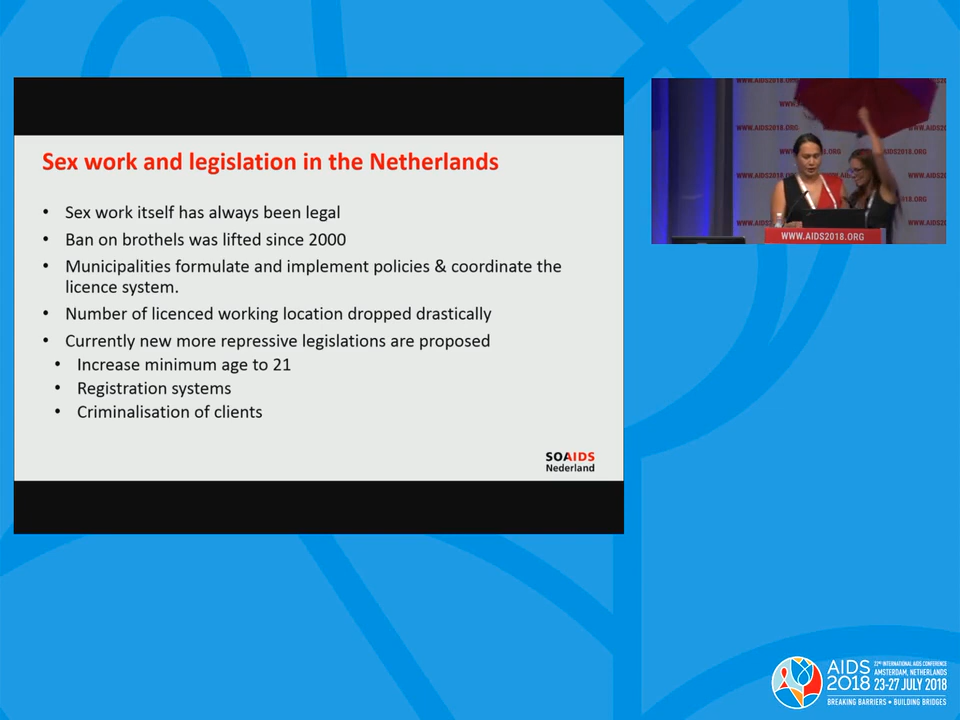 Sex work and legislation in the Netherlands
• Sex work itself has always been legal
• Ban on brothels was lifted since 2000
• Municipalities formulate and implement policies & coordinate the
licence system.
• Number of licenced working location dropped drastically
• Currently new more repressive legislations are proposed
• Increase minimum age to 21
• Registration systems
• Criminalisation of clients
SOAIDS
Nederland
WWW.AIDS2018.ORG
AIDS
2018
22ND INTERNATIONAL AIDS CONFERENCE
AMSTERDAM, NETHERLANDS
23-27 JULY 2018
BREAKING BARRIERS • BUILDING BRIDGES